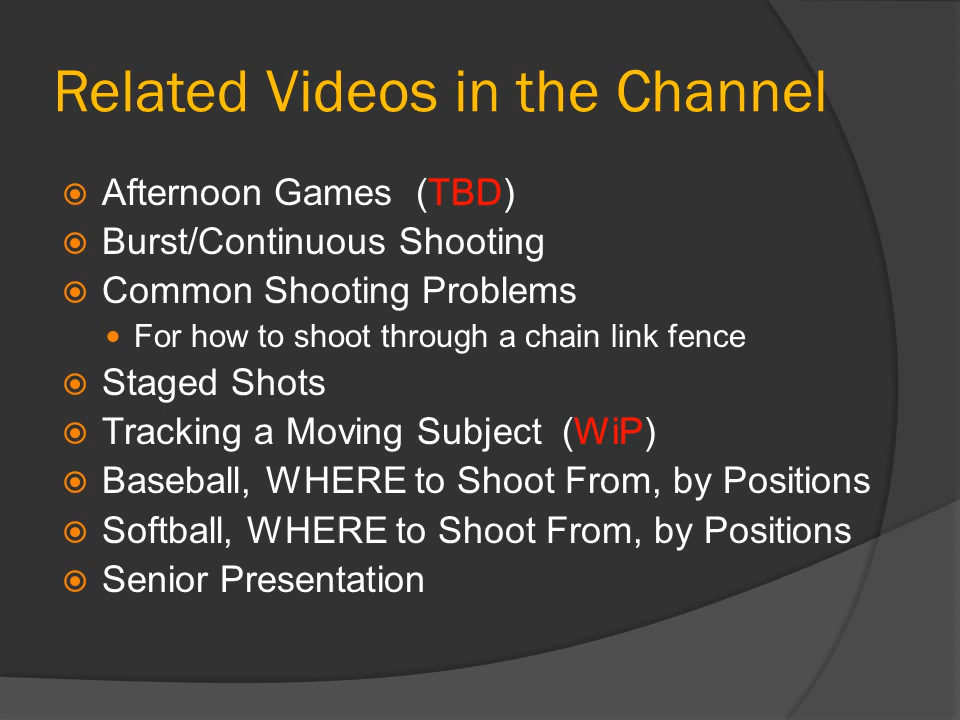 Related Videos in the Channel
Afternoon Games (TBD)
Burst/Continuous Shooting
Common Shooting Problems
For how to shoot through a chain link fence
Staged Shots
Tracking a Moving Subject (WiP)
Baseball, WHERE to Shoot From, by Positions
Softball, WHERE to Shoot From, by Positions
Senior Presentation